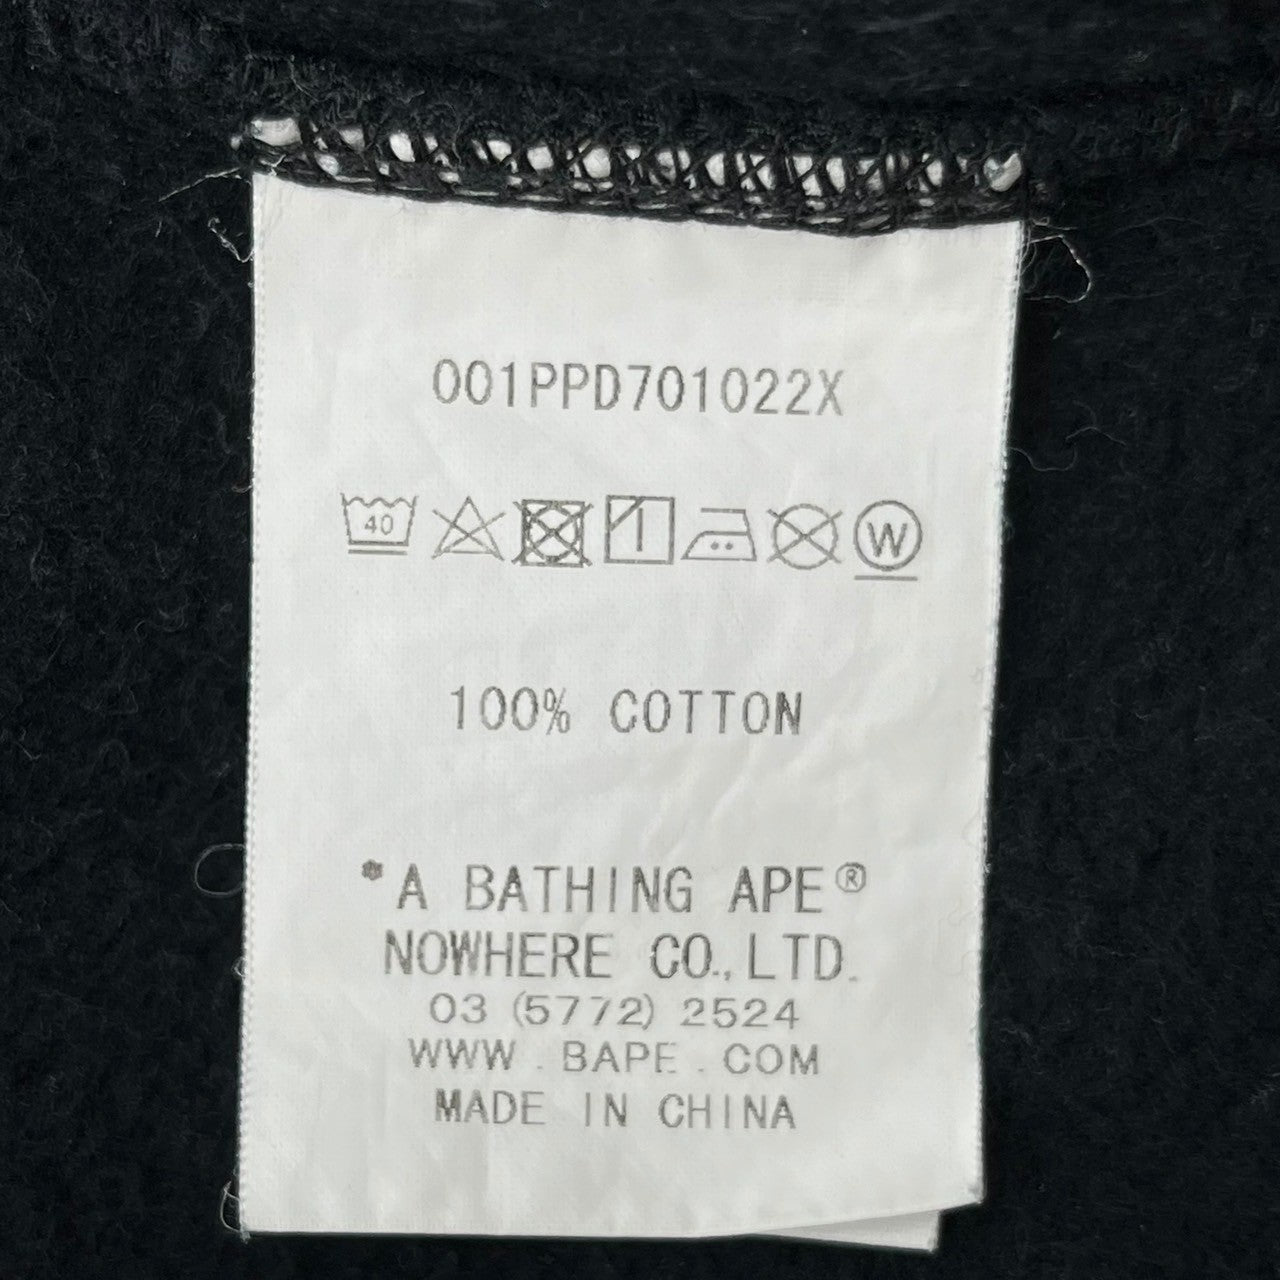 001PPD701022X
40
W
100% COTTON
*A BATHING APE®
NOWHERE CO.,LTD.
03 (5772) 2524
WWW.BAPE.COM
MADE IN CHINA